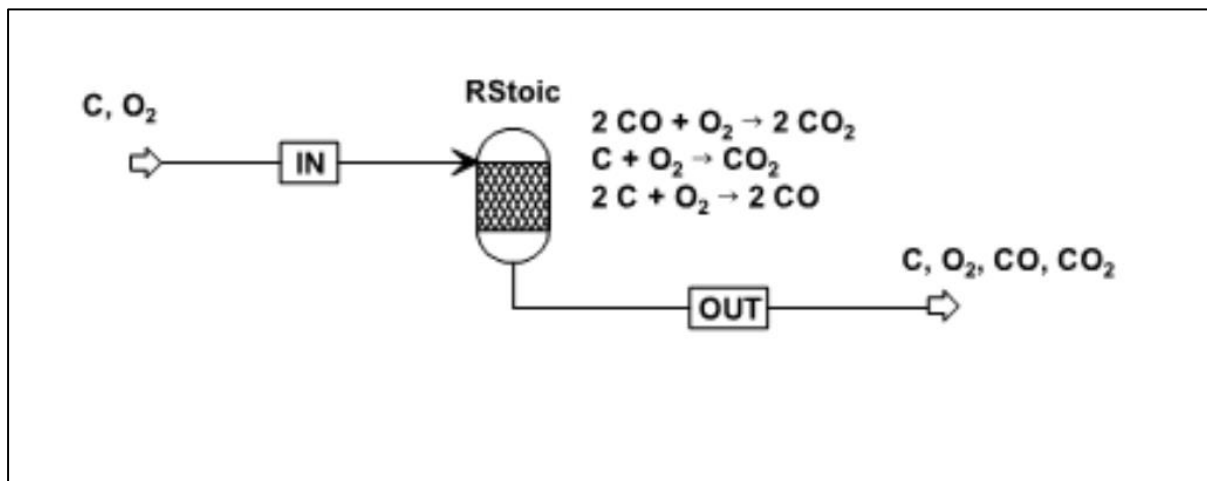 C, O₂
IN
RStoic
2 CO + O₂ → 2 CO₂
C + O₂ → CO₂
2 C + O₂ → 2 CO
C, O₂, CO, CO₂
OUT